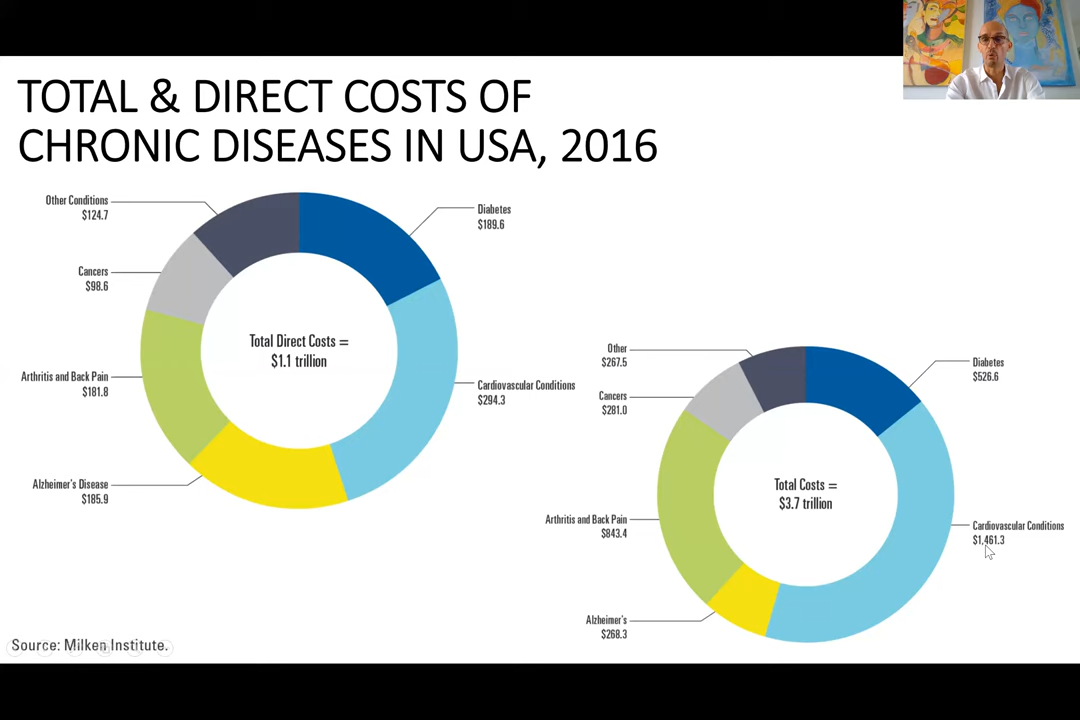 TOTAL & DIRECT COSTS OF
CHRONIC DISEASES IN USA, 2016
Other Conditions
$124.7
Diabetes
$189.6
Cancers
$98.6
Total Direct Costs =
$1.1 trillion
Arthritis and Back Pain
$181.8
Cardiovascular Conditions
$294.3
Alzheimer's Disease
$185.9
Other
$267.5
Diabetes
$526.6
Cancers
$281.0
Total Costs =
$3.7 trillion
Arthritis and Back Pain
$843.4
Cardiovascular Conditions
$1,461.3
Alzheimer's
$268.3
Source: Milken Institute.